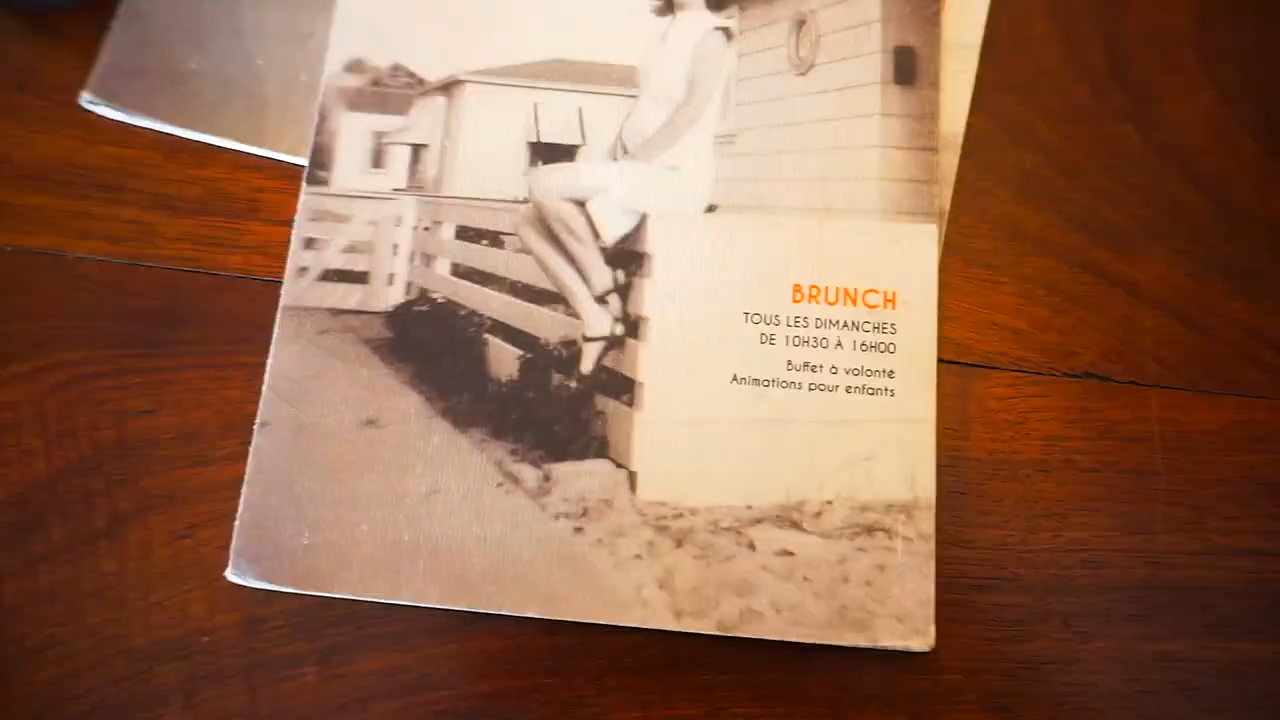 BRUNCH
TOUS LES DIMANCHES
DE 10H30 À 16H00
Buffet à volonté
Animations pour enfants